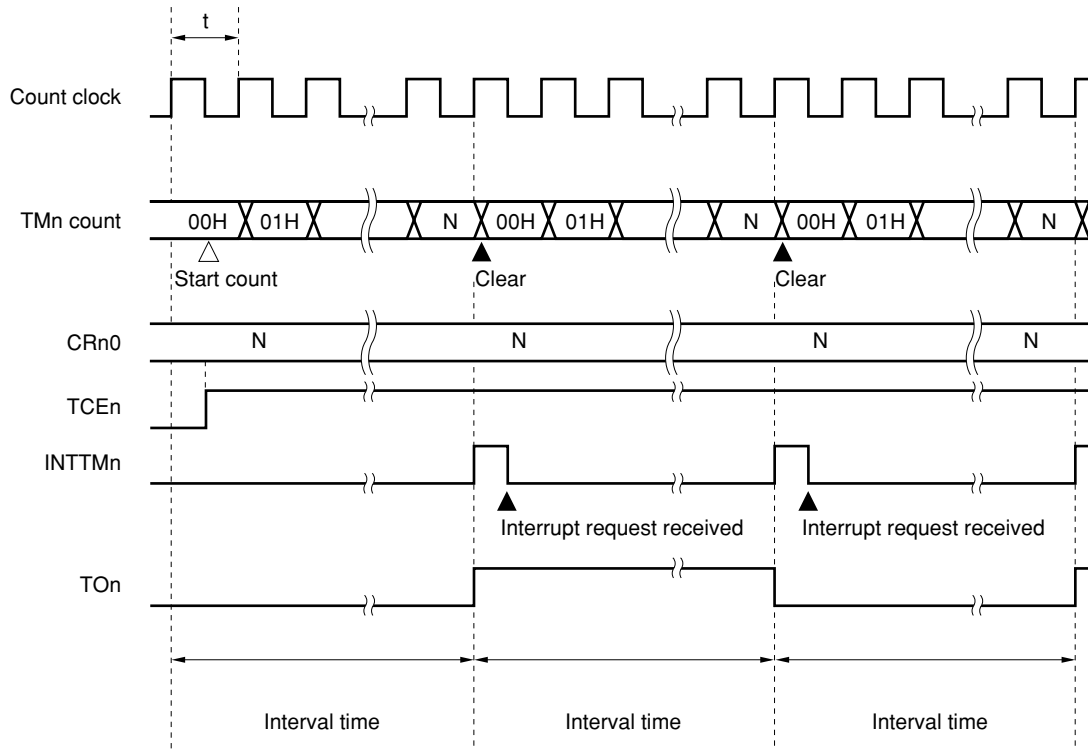 t
Count clock
TMn count 00H 01H N 00H 01H N 00H 01H N
Start count Clear Clear
CRn0 N N N N
TCEn
INTTMn
Interrupt request received Interrupt request received
TOn
Interval time Interval time Interval time